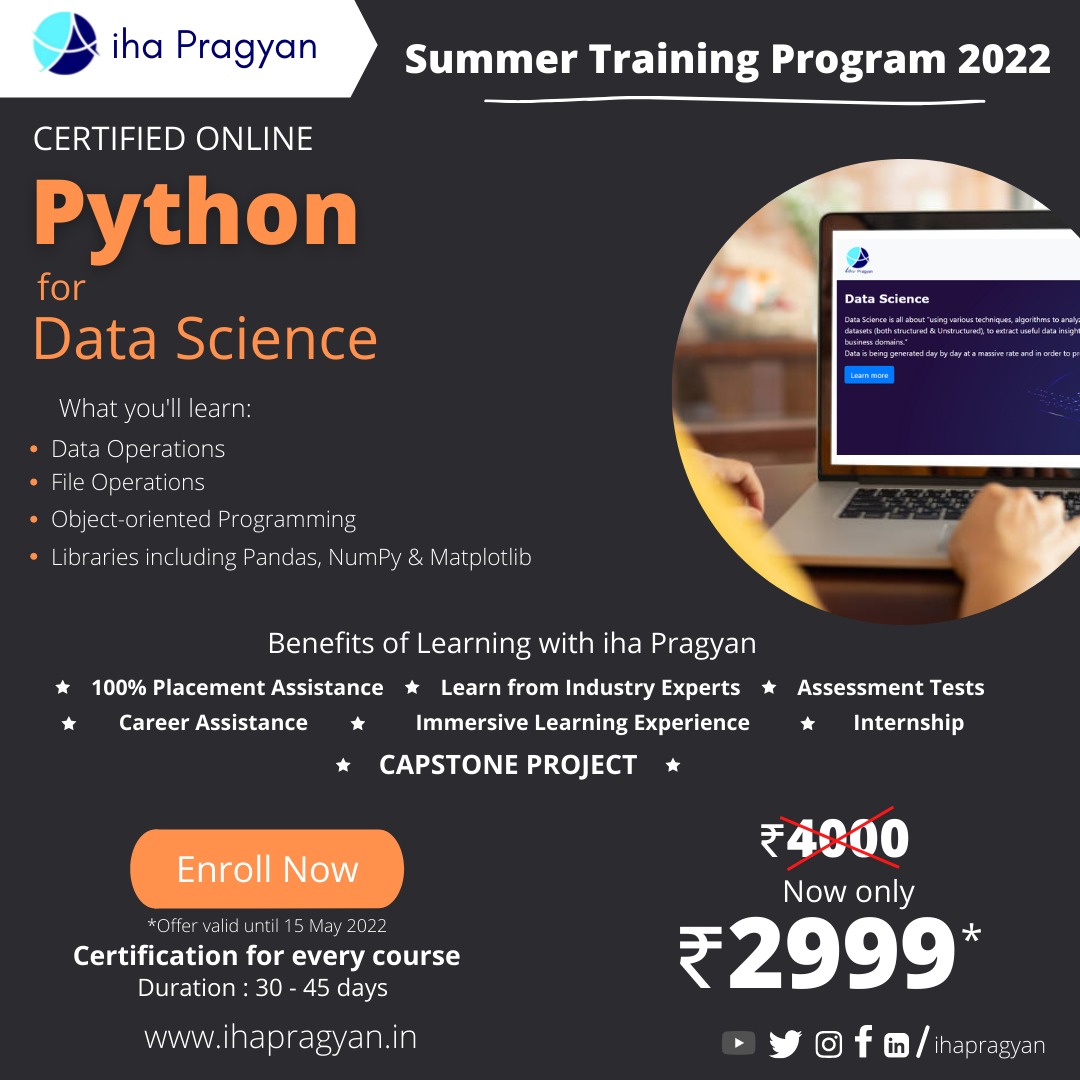 iha Pragyan
Summer Training Program 2022
CERTIFIED ONLINE
Python
for
Data Science
What you'll learn:
• Data Operations
• File Operations
• Object-oriented Programming
• Libraries including Pandas, NumPy & Matplotlib
iha Pragyan
Data Science
Data Science is all about "using various techniques, algorithms to analyz
datasets (both structured & Unstructured), to extract useful data insight
business domains."
Data is being generated day by day at a massive rate and in order to pr
Learn more
Benefits of Learning with iha Pragyan
★ 100% Placement Assistance ★ Learn from Industry Experts ★ Assessment Tests
★ Career Assistance ★ Immersive Learning Experience ★ Internship
★ CAPSTONE PROJECT ★
₹4000
Now only
₹2999*
Enroll Now
*Offer valid until 15 May 2022
Certification for every course
Duration : 30 - 45 days
www.ihapragyan.in
/ihapragyan